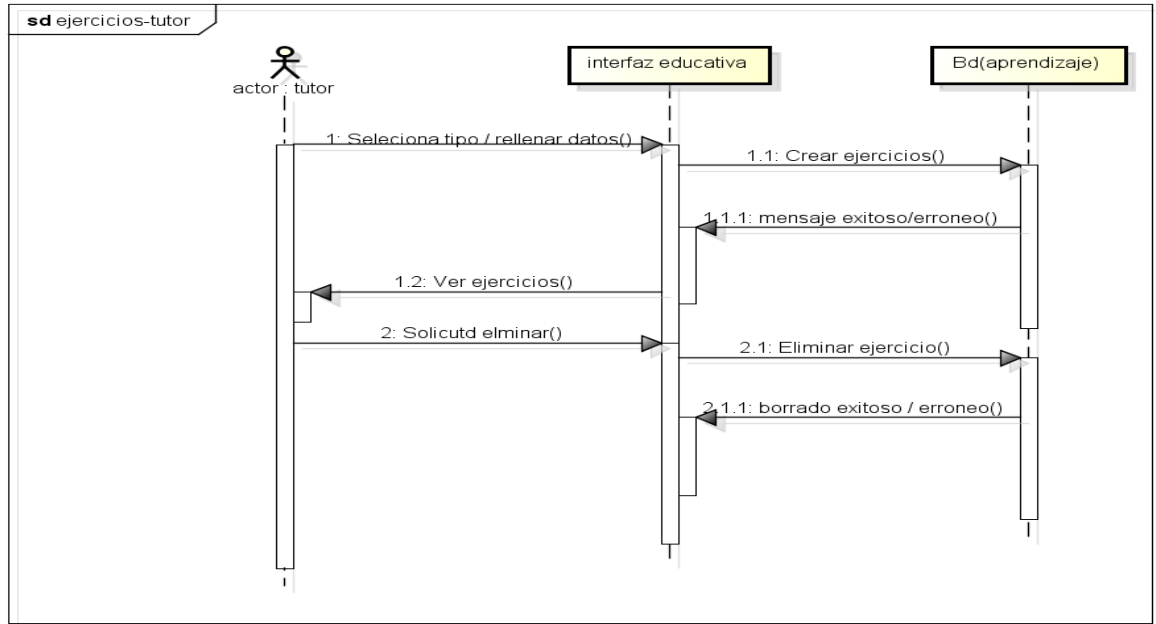 sd ejercicios-tutor
actor : tutor
interfaz educativa
Bd(aprendizaje)
1: Seleciona tipo / rellenar datos()
1.1: Crear ejercicios()
1.1.1: mensaje exitoso/erroneo()
1.2: Ver ejercicios()
2: Solicutd elminar()
2.1: Eliminar ejercicio()
2.1.1: borrado exitoso / erroneo()